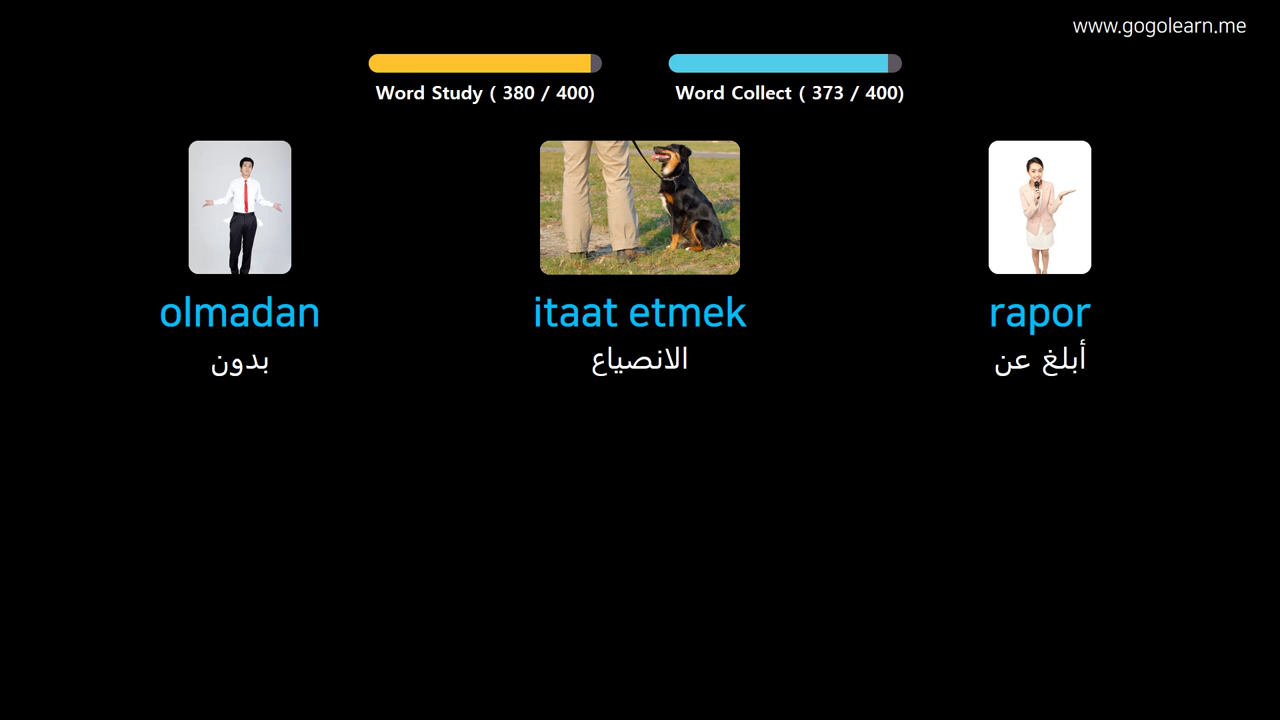 www.gogolearn.me
Word Study ( 380 / 400)
Word Collect ( 373 / 400)
olmadan
بدون
itaat etmek
الانصياع
rapor
أبلغ عن